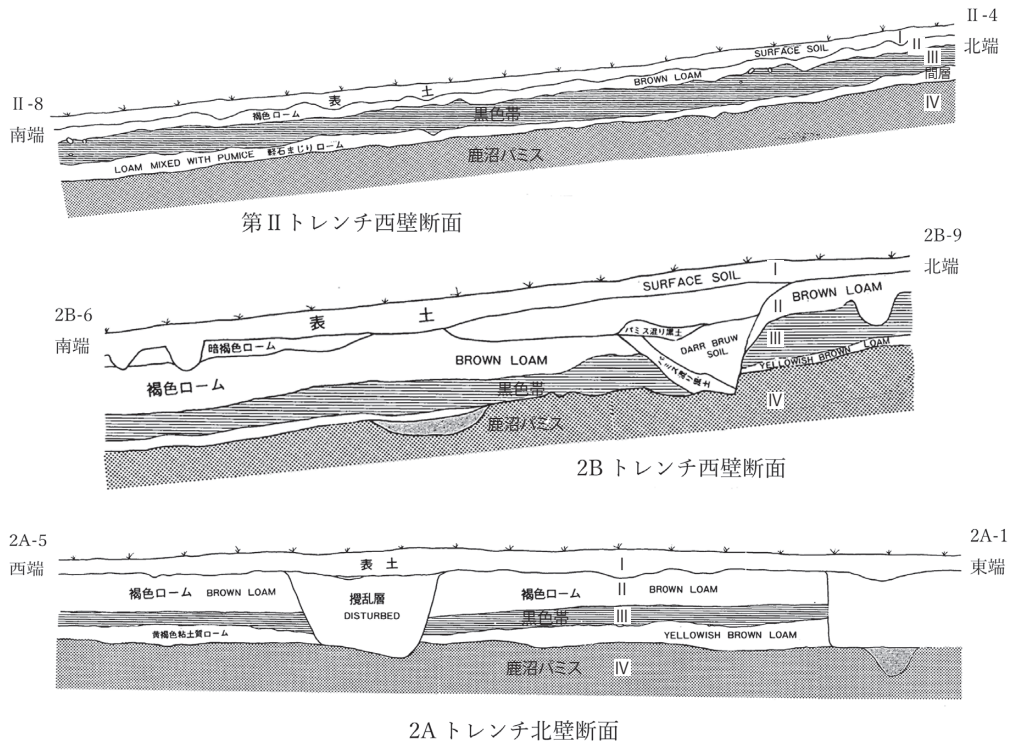 II-4
北端
I
II
III
間層
IV
SURFACE SOIL
BROWN LOAM
表 土
褐色ローム
黒色帯
II-8
南端
LOAM MIXED WITH PUMICE 軽石まじりローム
鹿沼パミス
第IIトレンチ西壁断面
2B-9
北端
I
SURFACE SOIL
II
BROWN LOAM
2B-6
南端
表 土
暗褐色ローム
パミス混り黒土
DARR BRUW
SOIL
III
BROWN LOAM
YELLOWISH BROWN LOAM
褐色ローム
黒色帯
IV
鹿沼パミス
2Bトレンチ西壁断面
2A-5
西端
2A-1
東端
表 土
I
褐色ローム BROWN LOAM
攪乱層
DISTURBED
褐色ローム
II
BROWN LOAM
黒色帯
III
黄褐色粘土質ローム
YELLOWISH BROWN LOAM
鹿沼パミス
IV
2Aトレンチ北壁断面